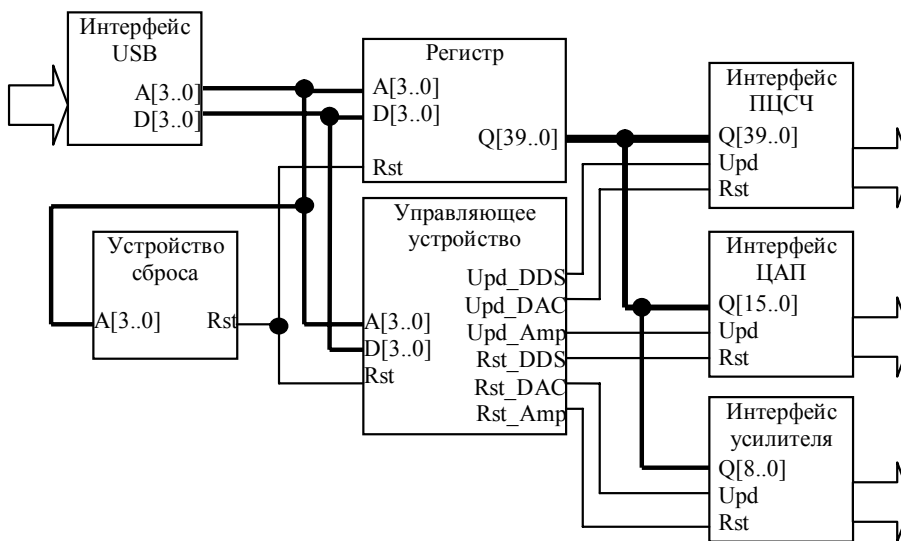 Интерфейс
USB
A[3..0]
D[3..0]
Регистр
A[3..0]
D[3..0]
Q[39..0]
Rst
Интерфейс
ПЦСЧ
Q[39..0]
Upd
Rst
Устройство
сброса
A[3..0]
Rst
Управляющее
устройство
Upd_DDS
Upd_DAC
A[3..0]
Upd_Amp
D[3..0]
Rst_DDS
Rst
Rst_DAC
Rst_Amp
Интерфейс
ЦАП
Q[15..0]
Upd
Rst
Интерфейс
усилителя
Q[8..0]
Upd
Rst